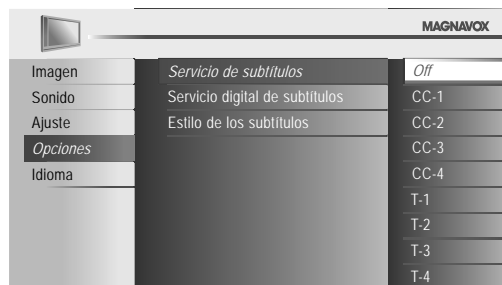 MAGNAVOX
Imagen
Sonido
Ajuste
Opciones
Idioma
Servicio de subtítulos
Servicio digital de subtítulos
Estilo de los subtítulos
Off
CC-1
CC-2
CC-3
CC-4
T-1
T-2
T-3
T-4